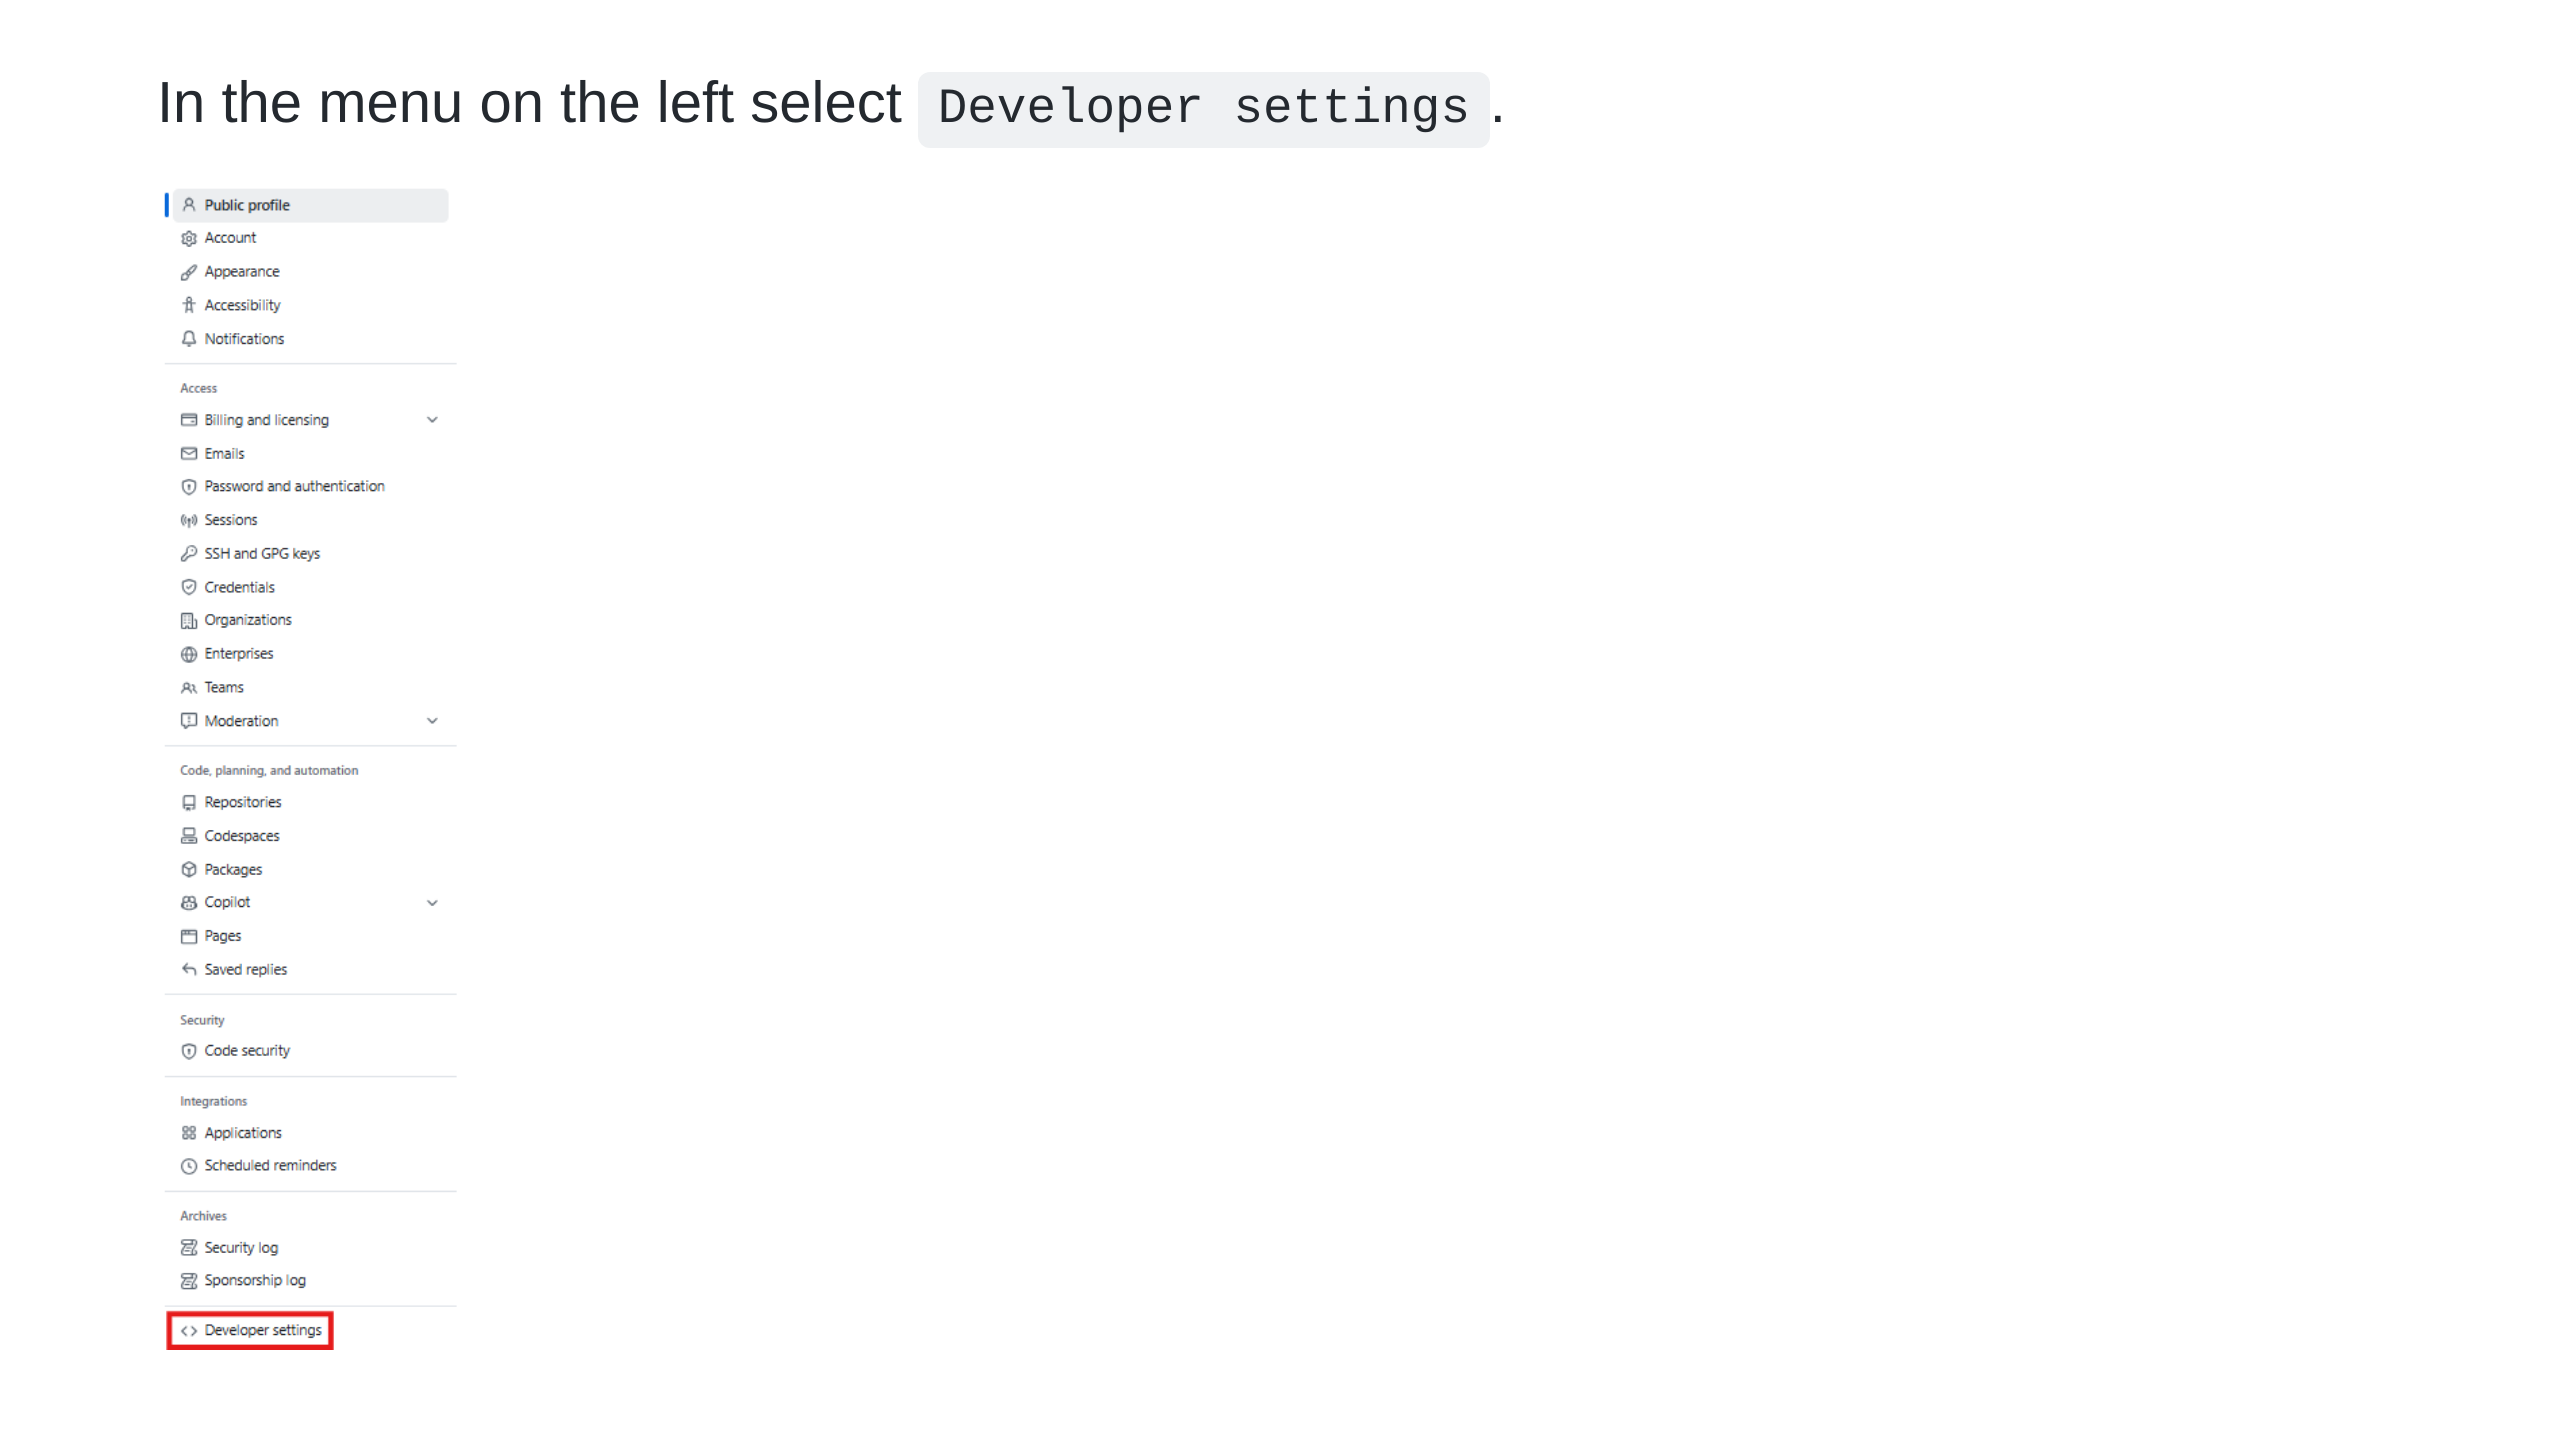 In the menu on the left select Developer settings.
Public profile
Account
Appearance
Accessibility
Notifications
Access
Billing and licensing
Emails
Password and authentication
Sessions
SSH and GPG keys
Credentials
Organizations
Enterprises
Teams
Moderation
Code, planning, and automation
Repositories
Codespaces
Packages
Copilot
Pages
Saved replies
Security
Code security
Integrations
Applications
Scheduled reminders
Archives
Security log
Sponsorship log
Developer settings